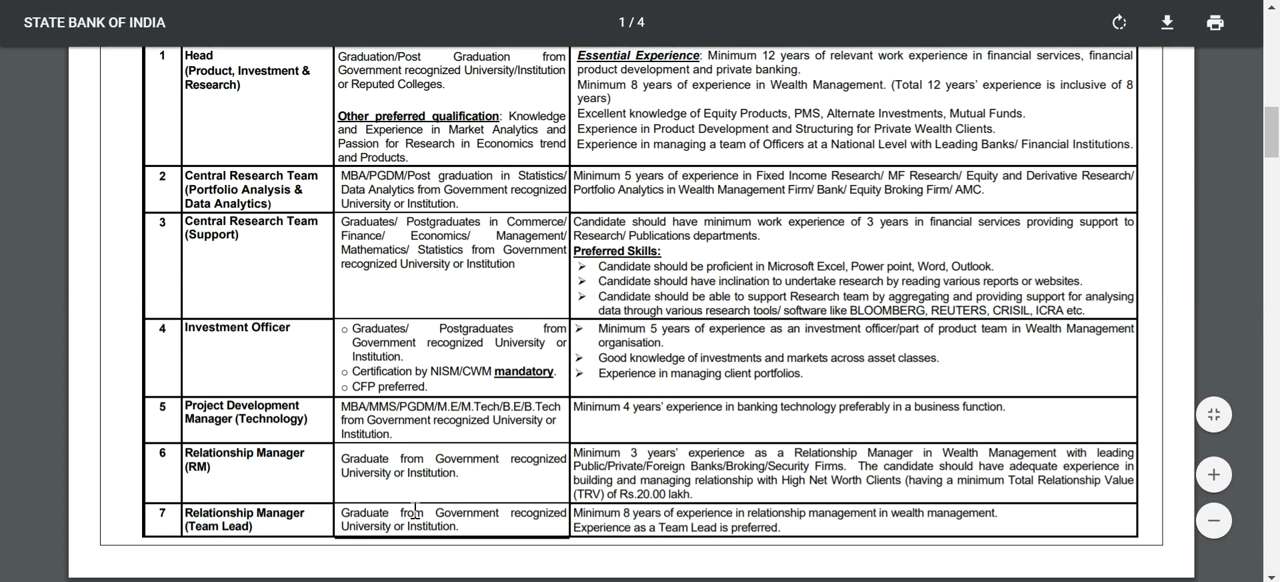 STATE BANK OF INDIA
1 / 4
1
Head
(Product, Investment &
Research)
Graduation/Post Graduation from
Government recognized University/Institution
or Reputed Colleges.
Other preferred qualification: Knowledge
and Experience in Market Analytics and
Passion for Research in Economics trend
and Products.
Essential Experience: Minimum 12 years of relevant work experience in financial services, financial
product development and private banking.
Minimum 8 years of experience in Wealth Management. (Total 12 years' experience is inclusive of 8
years)
Excellent knowledge of Equity Products, PMS, Alternate Investments, Mutual Funds.
Experience in Product Development and Structuring for Private Wealth Clients.
Experience in managing a team of Officers at a National Level with Leading Banks/ Financial Institutions.
2
Central Research Team
(Portfolio Analysis &
Data Analytics)
MBA/PGDM/Post graduation in Statistics/
Data Analytics from Government recognized
University or Institution.
Minimum 5 years of experience in Fixed Income Research/ MF Research/ Equity and Derivative Research/
Portfolio Analytics in Wealth Management Firm/ Bank/ Equity Broking Firm/ AMC.
3
Central Research Team
(Support)
Graduates/ Postgraduates in Commerce/
Finance/ Economics/ Management/
Mathematics/ Statistics from Government
recognized University or Institution
Candidate should have minimum work experience of 3 years in financial services providing support to
Research/ Publications departments.
Preferred Skills:
➢ Candidate should be proficient in Microsoft Excel, Power point, Word, Outlook.
➢ Candidate should have inclination to undertake research by reading various reports or websites.
➢ Candidate should be able to support Research team by aggregating and providing support for analysing
data through various research tools/ software like BLOOMBERG, REUTERS, CRISIL, ICRA etc.
4
Investment Officer
o Graduates/ Postgraduates from
Government recognized University or
Institution.
o Certification by NISM/CWM mandatory.
o CFP preferred.
➢ Minimum 5 years of experience as an investment officer/part of product team in Wealth Management
organisation.
➢ Good knowledge of investments and markets across asset classes.
➢ Experience in managing client portfolios.
5
Project Development
Manager (Technology)
MBA/MMS/PGDM/M.E/M.Tech/B.E/B.Tech
from Government recognized University or
Institution.
Minimum 4 years' experience in banking technology preferably in a business function.
6
Relationship Manager
(RM)
Graduate from Government recognized
University or Institution.
Minimum 3 years' experience as a Relationship Manager in Wealth Management with leading
Public/Private/Foreign Banks/Broking/Security Firms. The candidate should have adequate experience in
building and managing relationship with High Net Worth Clients (having a minimum Total Relationship Value
(TRV) of Rs.20.00 lakh.
7
Relationship Manager
(Team Lead)
Graduate from Government recognized
University or Institution.
Minimum 8 years of experience in relationship management in wealth management.
Experience as a Team Lead is preferred.